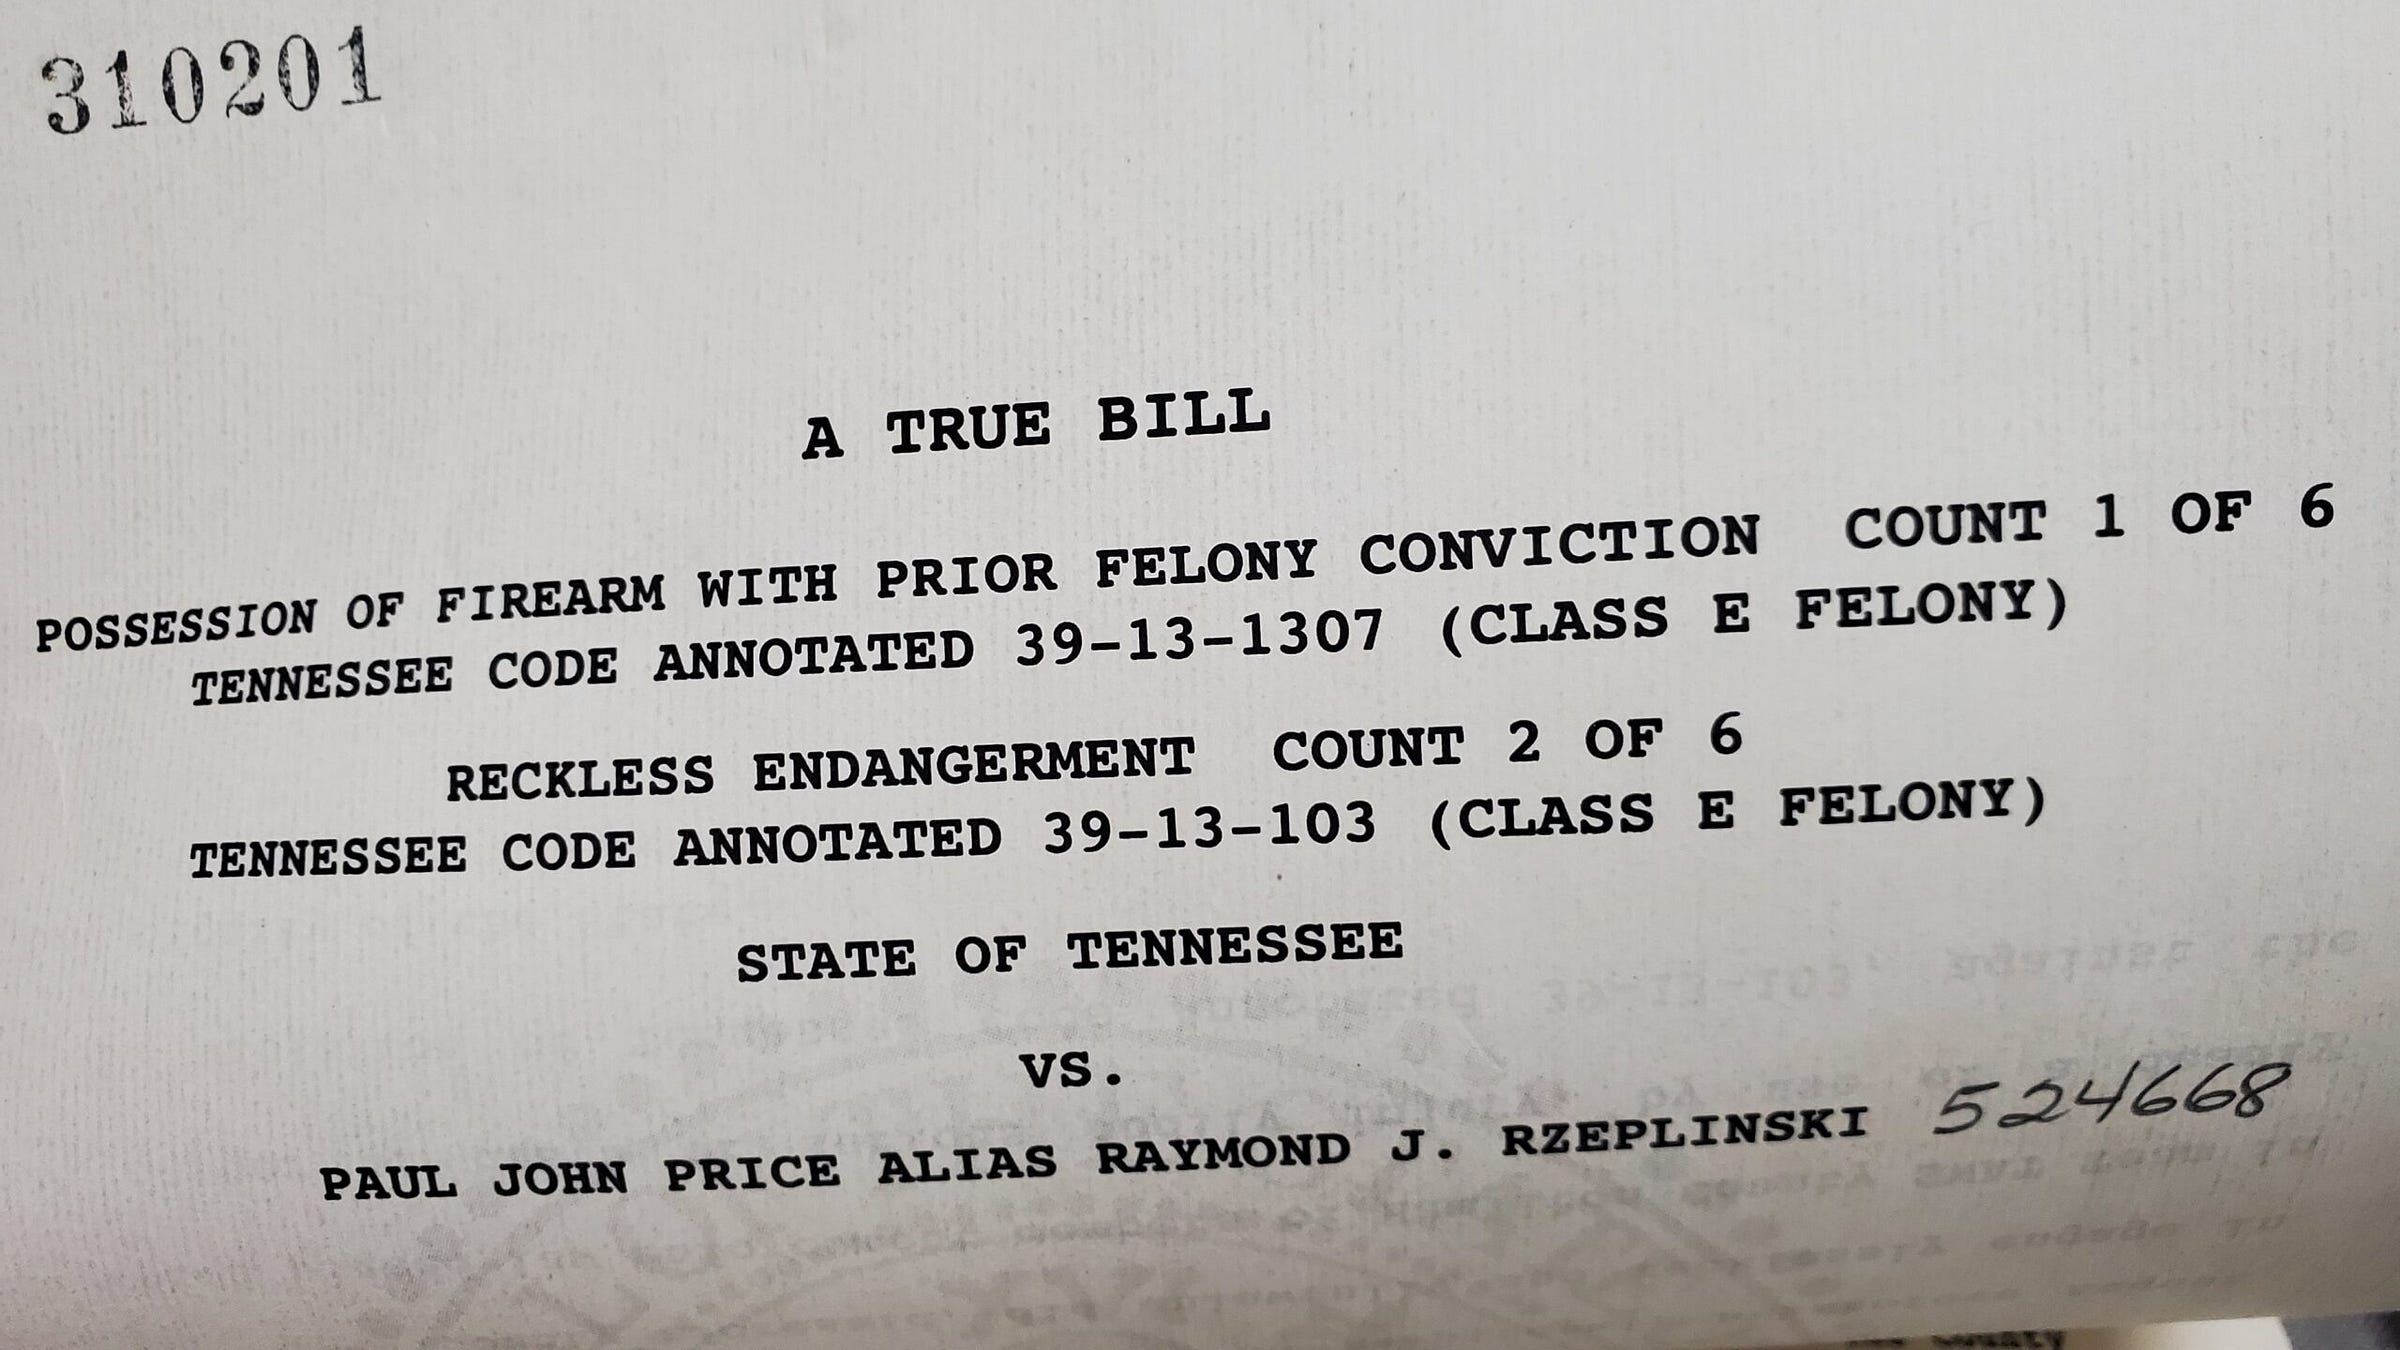 310201
A TRUE BILL
POSSESSION OF FIREARM WITH PRIOR FELONY CONVICTION COUNT 1 OF 6
TENNESSEE CODE ANNOTATED 39-13-1307 (CLASS E FELONY)
RECKLESS ENDANGERMENT COUNT 2 OF 6
TENNESSEE CODE ANNOTATED 39-13-103 (CLASS E FELONY)
STATE OF TENNESSEE
VS.
PAUL JOHN PRICE ALIAS RAYMOND J. RZEPLINSKI 524668